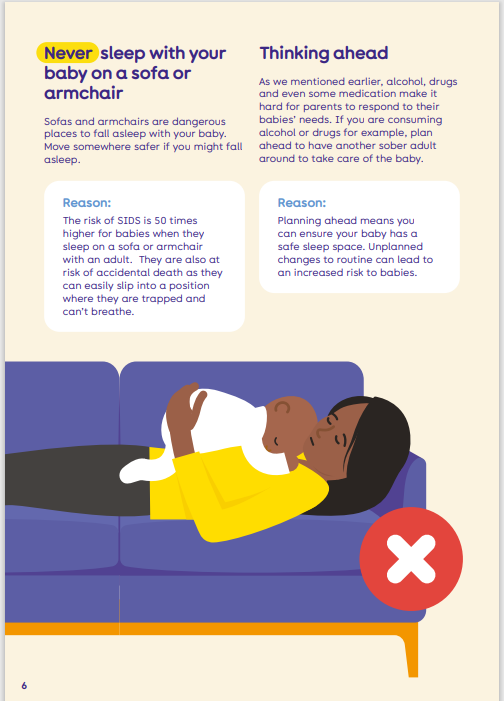 Never sleep with your
baby on a sofa or
armchair
Sofas and armchairs are dangerous
places to fall asleep with your baby.
Move somewhere safer if you might fall
asleep.
Reason:
The risk of SIDS is 50 times
higher for babies when they
sleep on a sofa or armchair
with an adult.  They are also at
risk of accidental death as they
can easily slip into a position
where they are trapped and
can't breathe.
Thinking ahead
As we mentioned earlier, alcohol, drugs
and even some medication make it
hard for parents to respond to their
babies' needs. If you are consuming
alcohol or drugs for example, plan
ahead to have another sober adult
around to take care of the baby.
Reason:
Planning ahead means you
can ensure your baby has a
safe sleep space. Unplanned
changes to routine can lead to
an increased risk to babies.
6